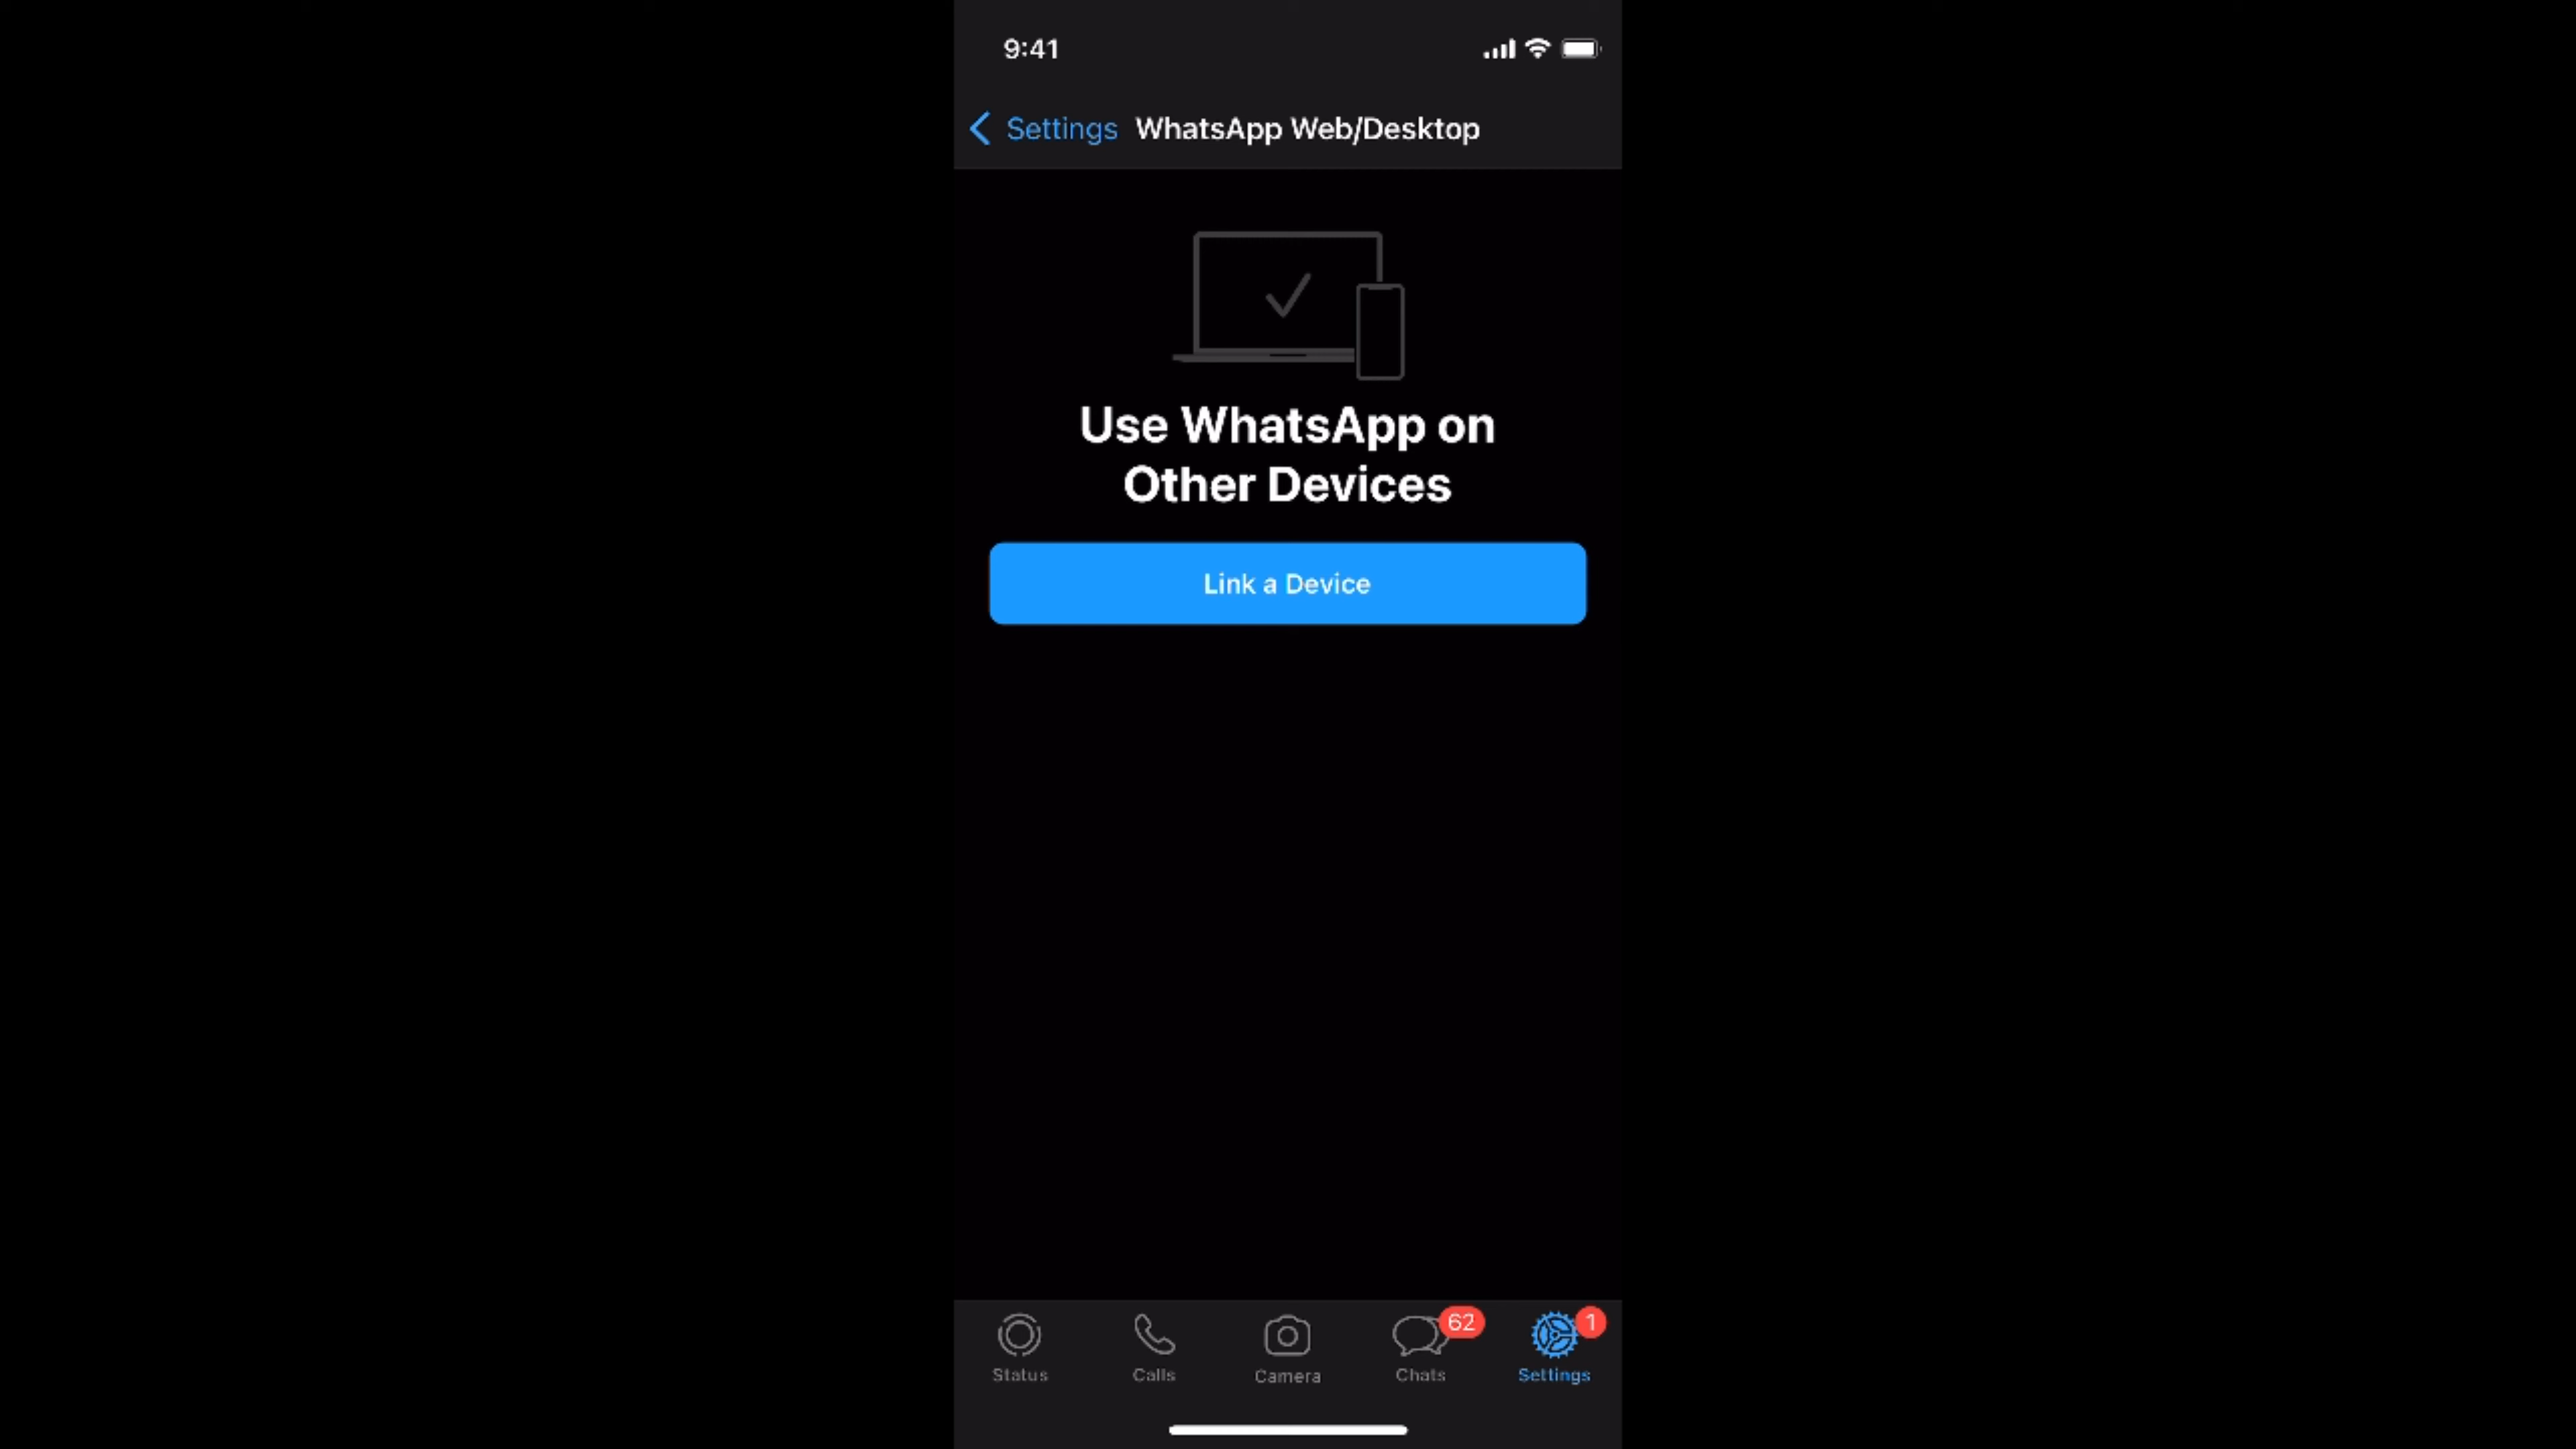 9:41
Settings WhatsApp Web/Desktop
Use WhatsApp on
Other Devices
Link a Device
62 1
Status Calls Camera Chats Settings